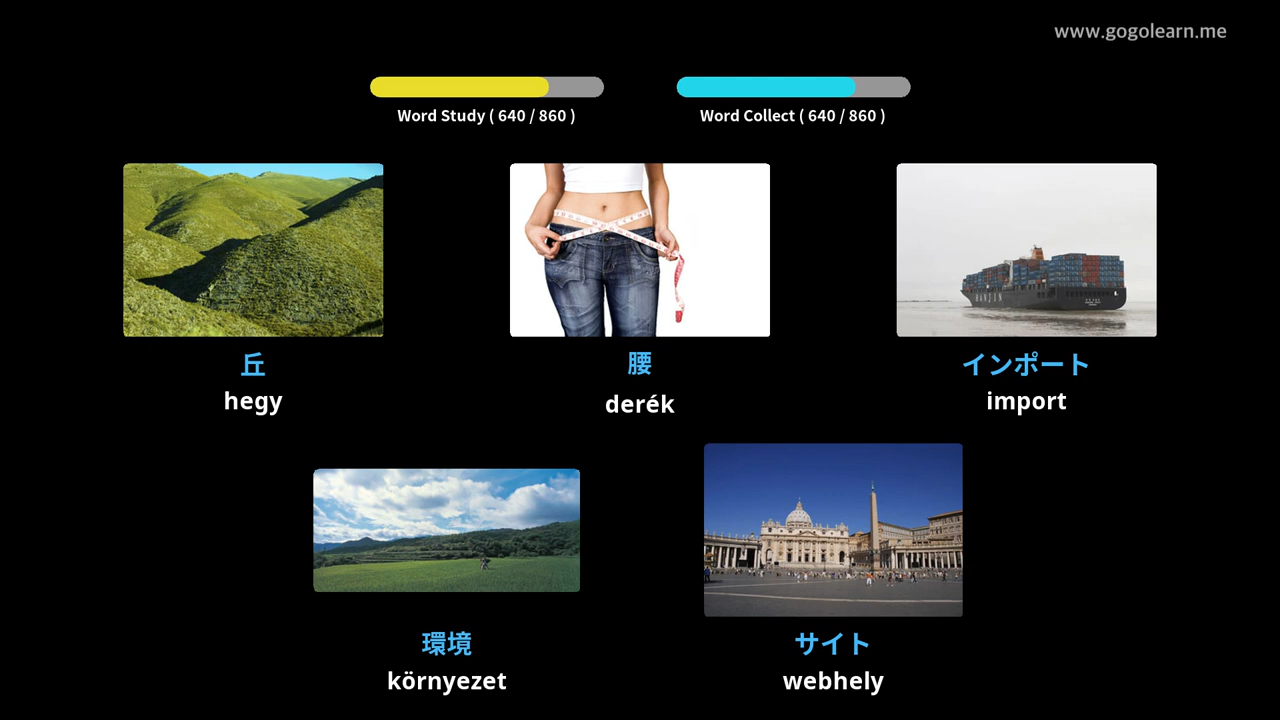 www.gogolearn.me
Word Study ( 640 / 860 )
Word Collect ( 640 / 860 )
丘
hegy
腰
derék
インポート
import
HANJIN
環境
környezet
サイト
webhely